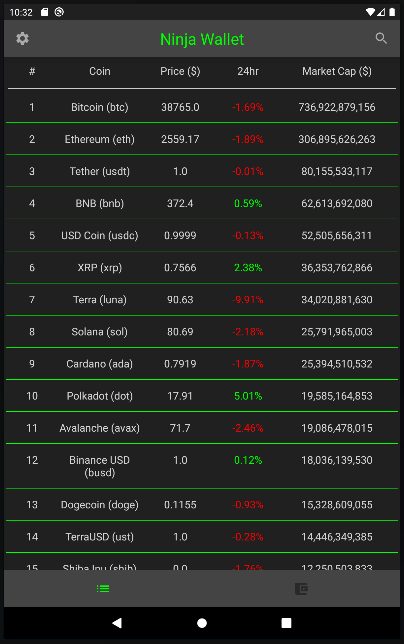 10:32
Ninja Wallet
# Coin Price ($) 24hr Market Cap ($)
1 Bitcoin (btc) 38765.0 -1.69% 736,922,879,156
2 Ethereum (eth) 2559.17 -1.89% 306,895,626,263
3 Tether (usdt) 1.0 -0.01% 80,155,533,117
4 BNB (bnb) 372.4 0.59% 62,613,692,080
5 USD Coin (usdc) 0.9999 -0.13% 52,505,656,311
6 XRP (xrp) 0.7566 2.38% 36,353,762,866
7 Terra (luna) 90.63 -9.91% 34,020,881,630
8 Solana (sol) 80.69 -2.18% 25,791,965,003
9 Cardano (ada) 0.7919 -1.87% 25,394,510,532
10 Polkadot (dot) 17.91 5.01% 19,585,164,853
11 Avalanche (avax) 71.7 -2.46% 19,086,478,015
12 Binance USD 1.0 0.12% 18,036,139,530
(busd)
13 Dogecoin (doge) 0.1155 -0.93% 15,328,609,055
14 TerraUSD (ust) 1.0 -0.28% 14,446,349,385
15 Shiba Inu (shib) 0.0 -1.76% 12,250,503,833